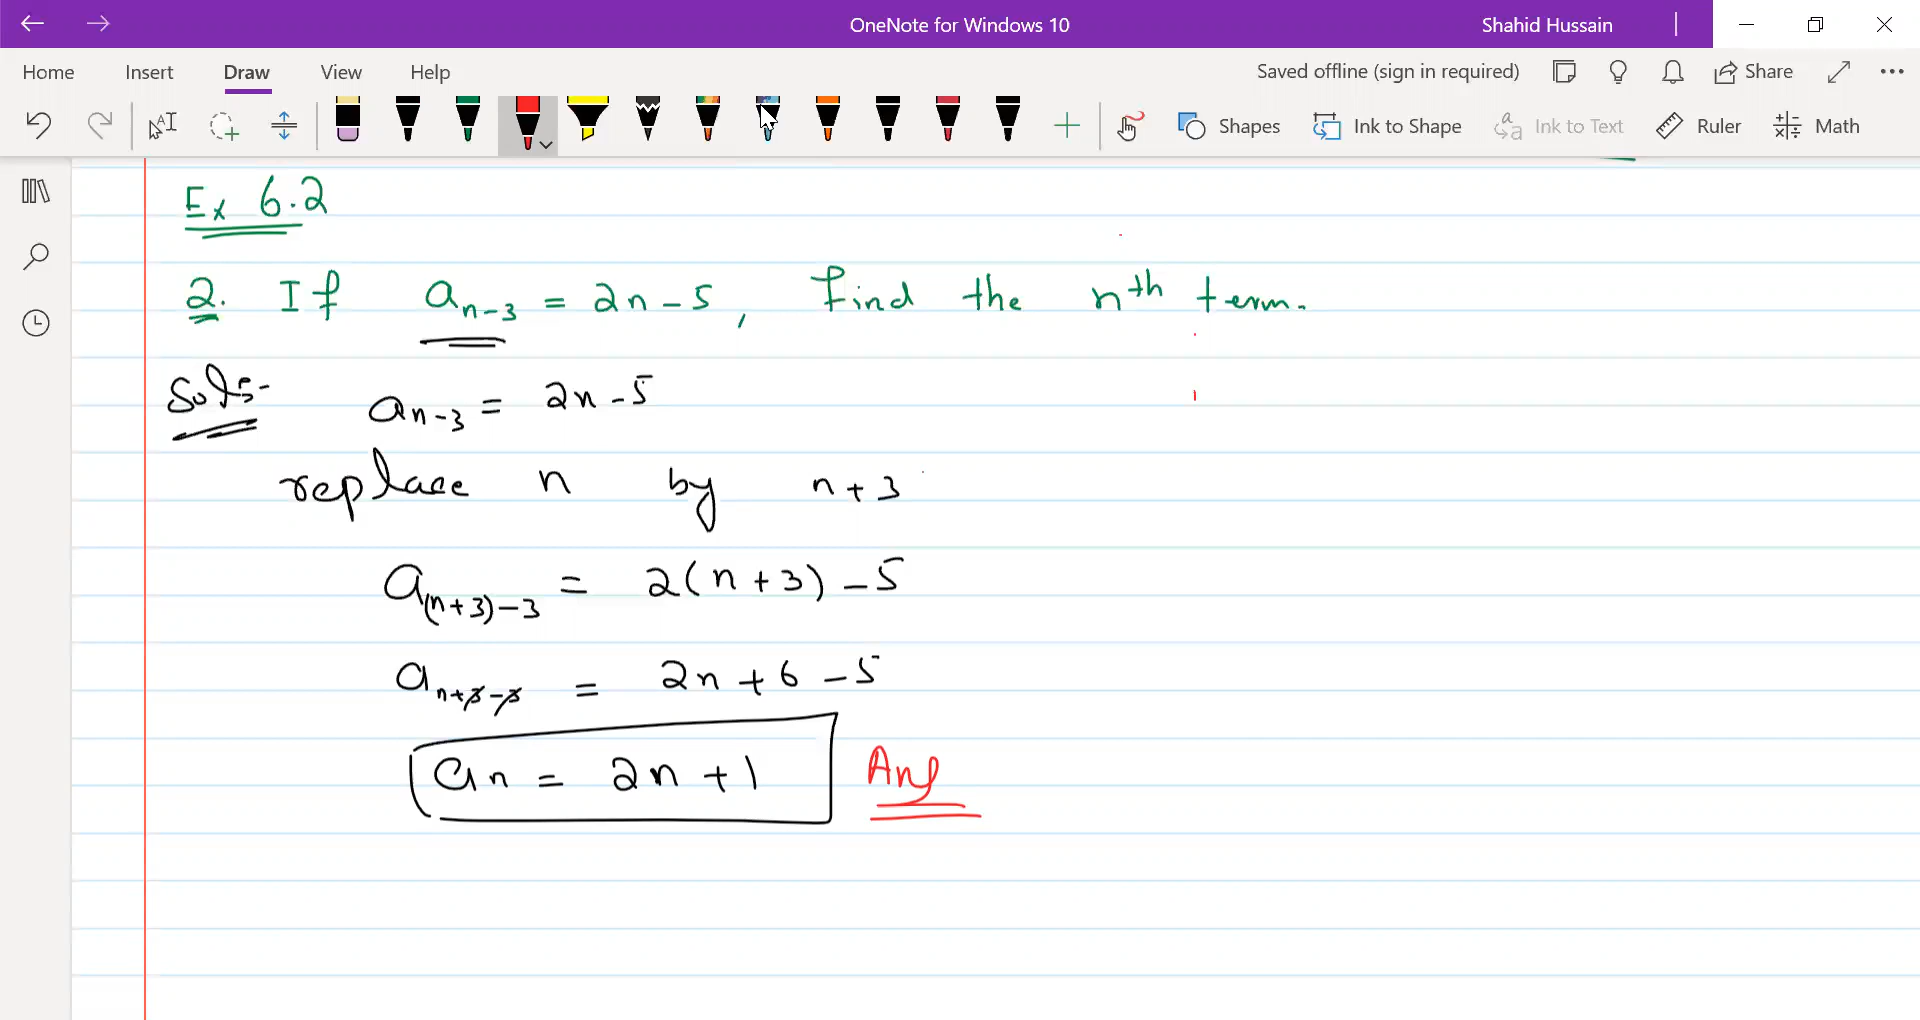 OneNote for Windows 10
Shahid Hussain
Home Insert Draw View Help
Saved offline (sign in required) Share
Shapes Ink to Shape Ink to Text Ruler Math
Ex 6.2
2. If a_{n-3} = 2n - 5, find the n^{th} term.
a_{n-3} = 2n - 5
replace n by n + 3
a_{(n+3)-3} = 2(n + 3) - 5
a_{n+3-3} = 2n + 6 - 5
a_n = 2n + 1 Ans